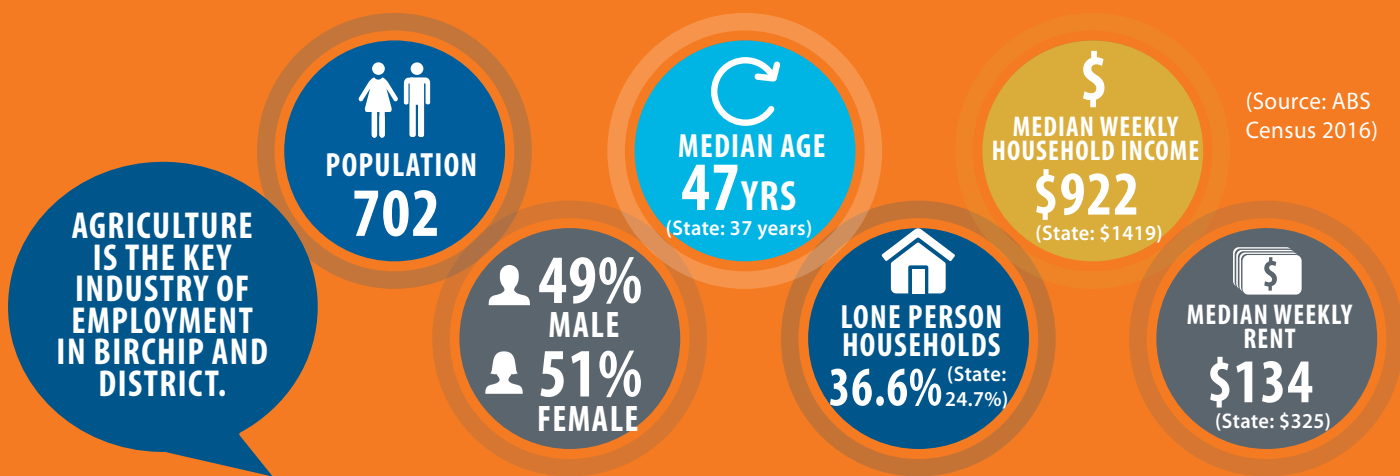 AGRICULTURE
IS THE KEY
INDUSTRY OF
EMPLOYMENT
IN BIRCHIP AND
DISTRICT.
POPULATION
702
49%
MALE
51%
FEMALE
MEDIAN AGE
47YRS
(State: 37 years)
LONE PERSON
HOUSEHOLDS
36.6% (State:
24.7%)
$
MEDIAN WEEKLY
HOUSEHOLD INCOME
$922
(State: $1419)
$
MEDIAN WEEKLY
RENT
$134
(State: $325)
(Source: ABS
Census 2016)